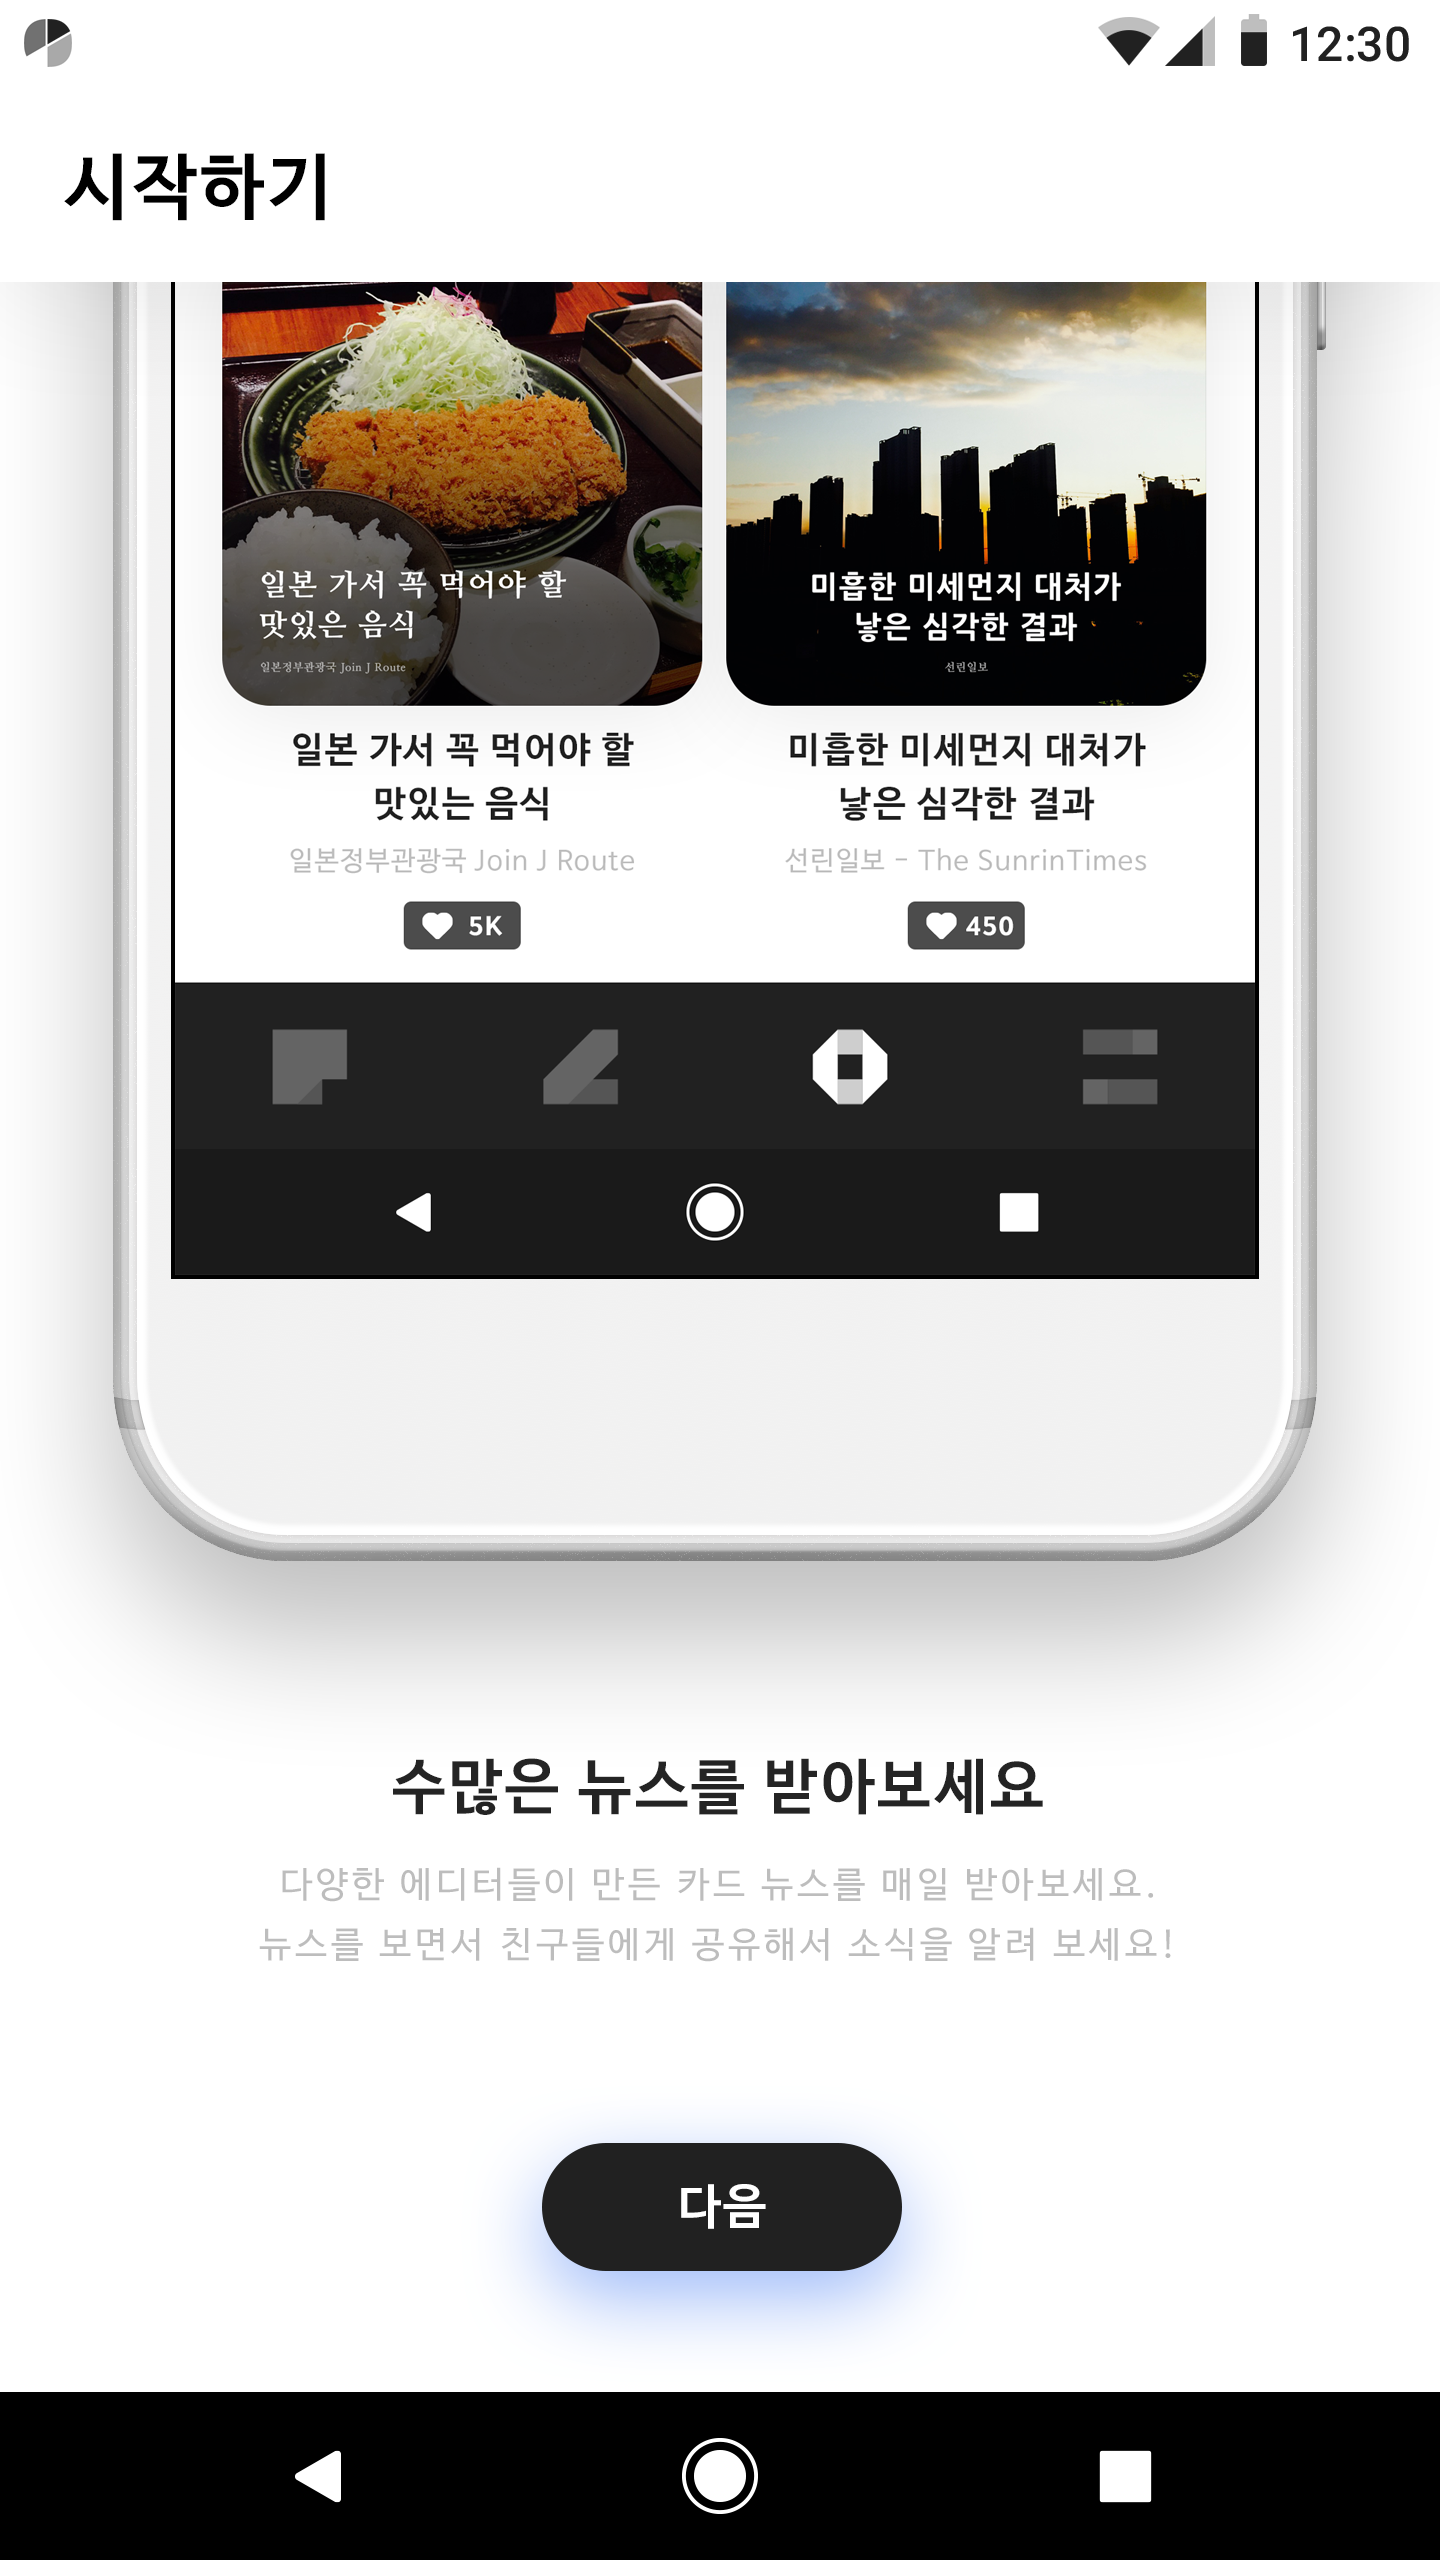 12:30
시작하기
일본 가서 꼭 먹어야 할
맛있은 음식
일본정부관광국 Join J Route
미흡한 미세먼지 대처가
낳은 심각한 결과
선린일보
일본 가서 꼭 먹어야 할
맛있는 음식
일본정부관광국 Join J Route
5K
미흡한 미세먼지 대처가
낳은 심각한 결과
선린일보 - The SunrinTimes
450
수많은 뉴스를 받아보세요
다양한 에디터들이 만든 카드 뉴스를 매일 받아보세요.
뉴스를 보면서 친구들에게 공유해서 소식을 알려 보세요!
다음